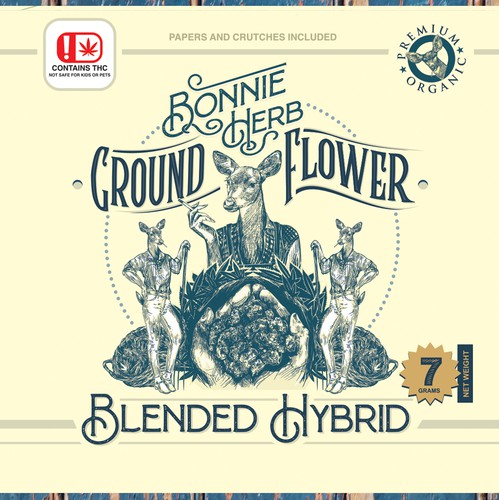 PAPERS AND CRUTCHES INCLUDED
CONTAINS THC
NOT SAFE FOR KIDS OR PETS
PREMIUM
ORGANIC
BONNIE
HERB
GROUND FLOWER
7
GRAMS
NET WEIGHT
BLENDED HYBRID